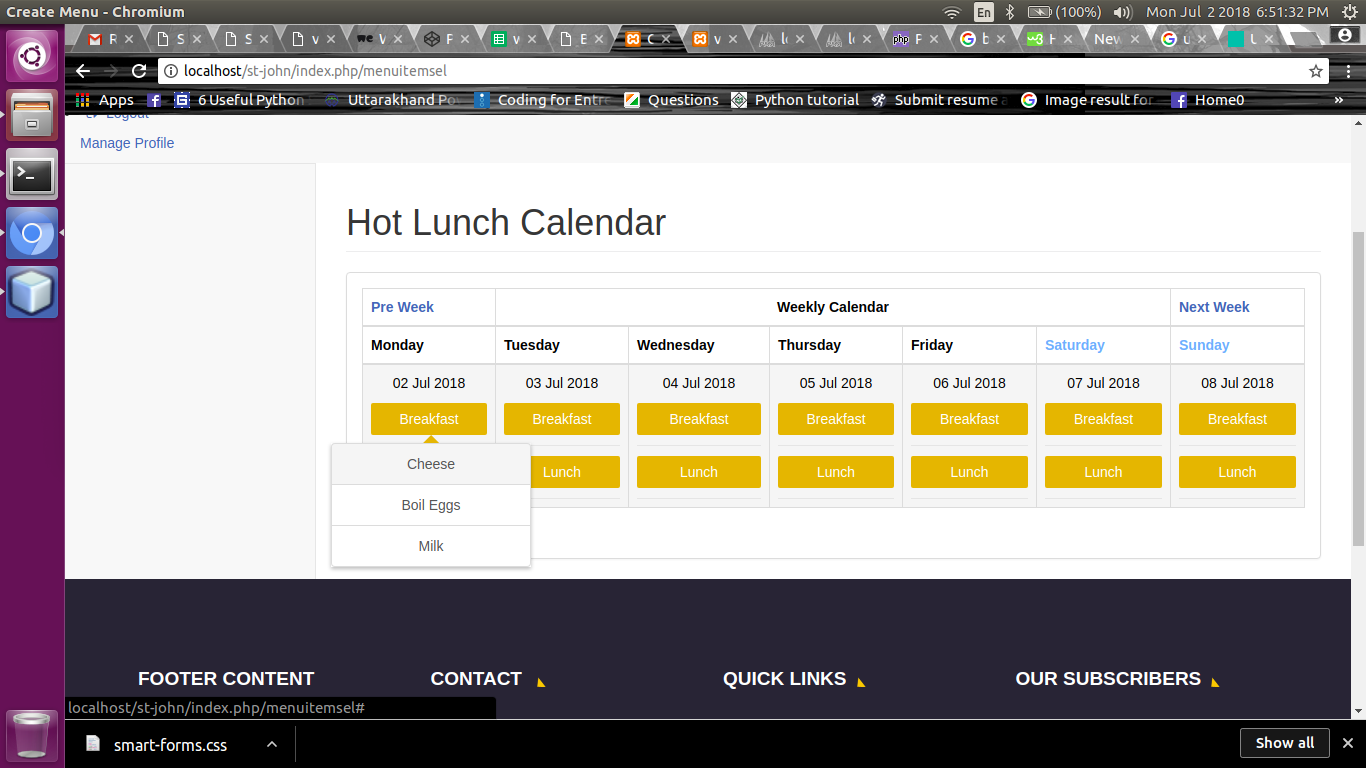 Create Menu - Chromium
En (100%) Mon Jul 2 2018 6:51:32 PM
localhost/st-john/index.php/menuitemsel
Apps 6 Useful Python Uttarakhand Coding for Questions Python tutorial Submit resume Image result for Home0 »
Logout
Manage Profile
Hot Lunch Calendar
Pre Week Weekly Calendar Next Week
Monday Tuesday Wednesday Thursday Friday Saturday Sunday
02 Jul 2018 03 Jul 2018 04 Jul 2018 05 Jul 2018 06 Jul 2018 07 Jul 2018 08 Jul 2018
Breakfast Breakfast Breakfast Breakfast Breakfast Breakfast Breakfast
Cheese
Lunch Lunch Lunch Lunch Lunch Lunch
Boil Eggs
Milk
FOOTER CONTENT CONTACT QUICK LINKS OUR SUBSCRIBERS
localhost/st-john/index.php/menuitemsel#
smart-forms.css Show all